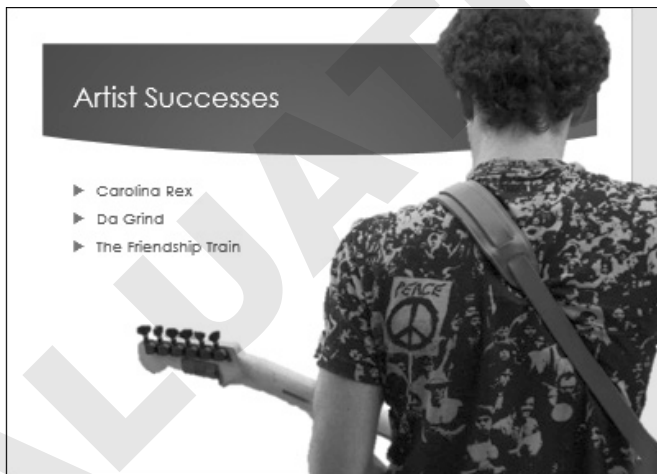 Artist Successes
Carolina Rex
Da Grind
The Friendship Train
PEACE